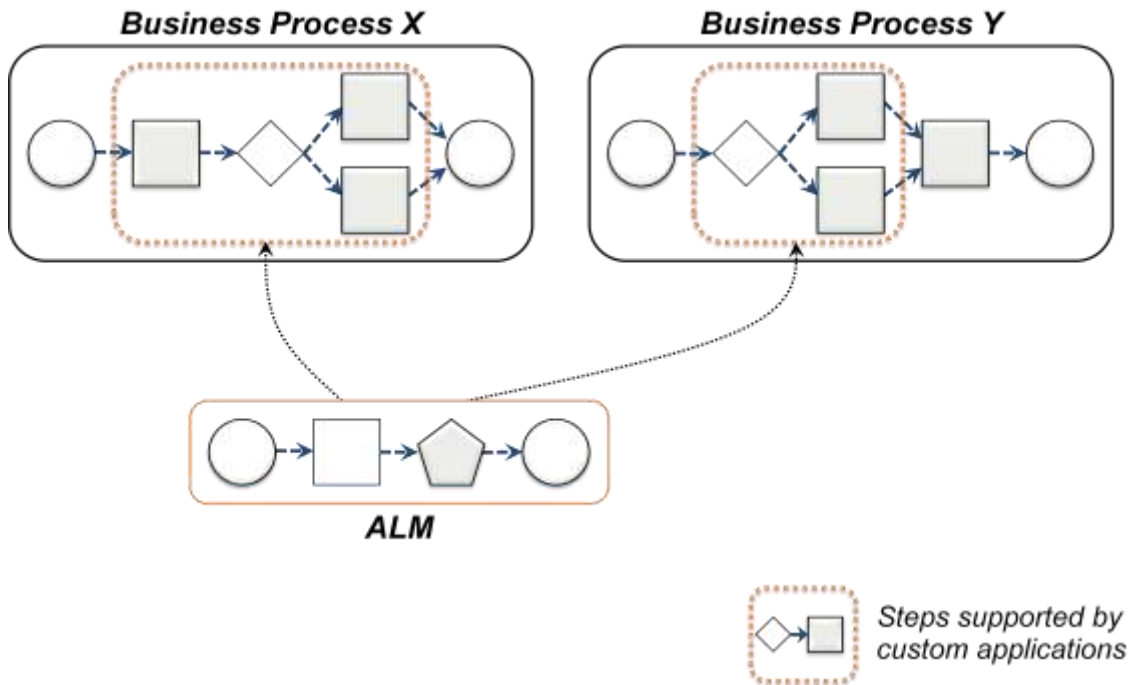 Business Process X
Business Process Y
ALM
Steps supported by
custom applications